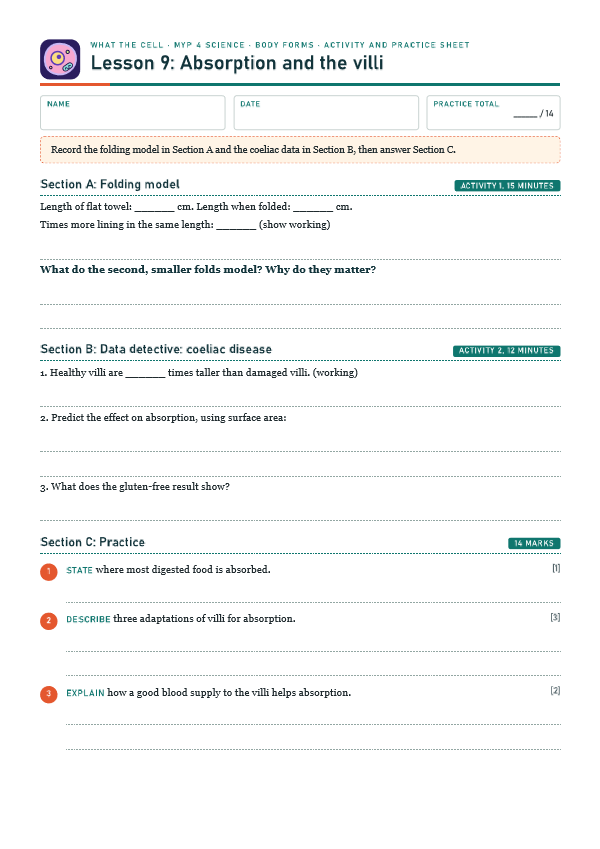 WHAT THE CELL · MYP 4 SCIENCE · BODY FORMS · ACTIVITY AND PRACTICE SHEET
Lesson 9: Absorption and the villi
NAME
DATE
PRACTICE TOTAL
_____ / 14
Record the folding model in Section A and the coeliac data in Section B, then answer Section C.
Section A: Folding model
ACTIVITY 1, 15 MINUTES
Length of flat towel: _______ cm. Length when folded: _______ cm.
Times more lining in the same length: _______ (show working)
What do the second, smaller folds model? Why do they matter?
Section B: Data detective: coeliac disease
ACTIVITY 2, 12 MINUTES
1. Healthy villi are _______ times taller than damaged villi. (working)
2. Predict the effect on absorption, using surface area:
3. What does the gluten-free result show?
Section C: Practice
14 MARKS
1 STATE where most digested food is absorbed. [1]
2 DESCRIBE three adaptations of villi for absorption. [3]
3 EXPLAIN how a good blood supply to the villi helps absorption. [2]